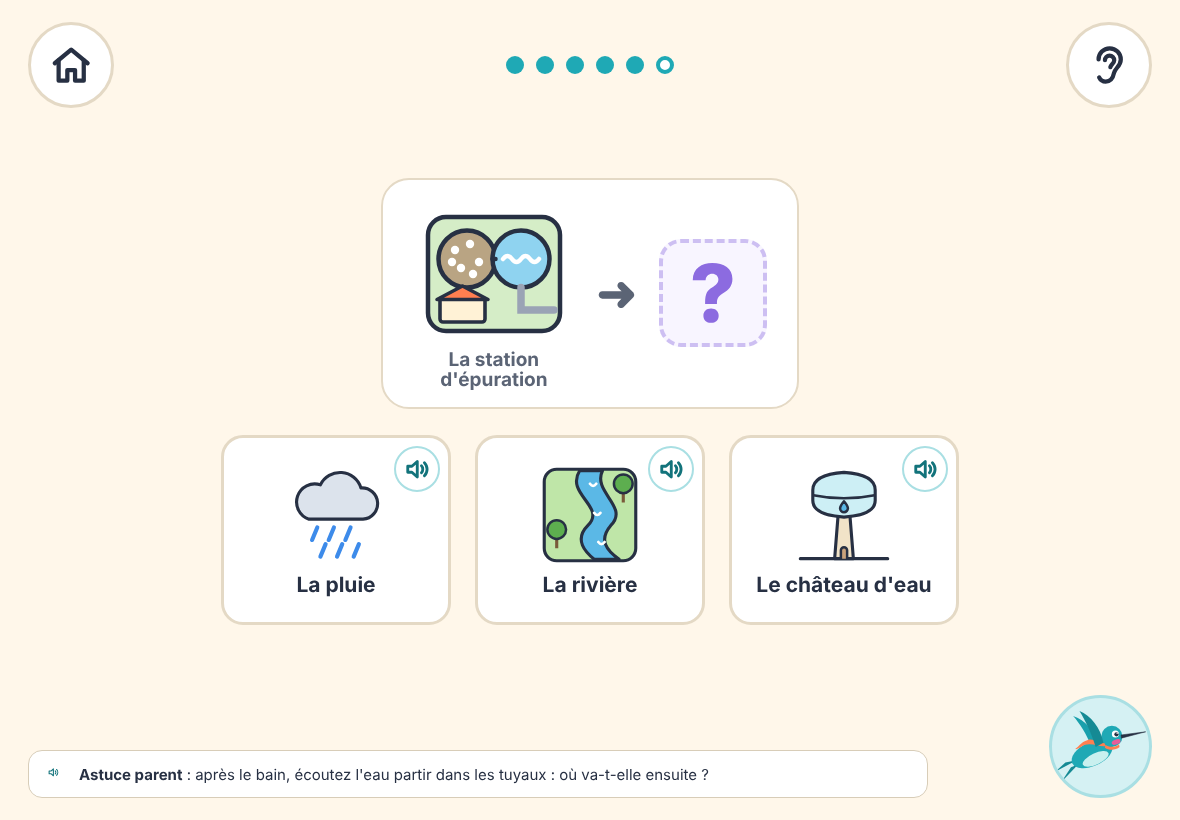 La station
d'épuration
?
La pluie
La rivière
Le château d'eau
Astuce parent : après le bain, écoutez l'eau partir dans les tuyaux : où va-t-elle ensuite ?